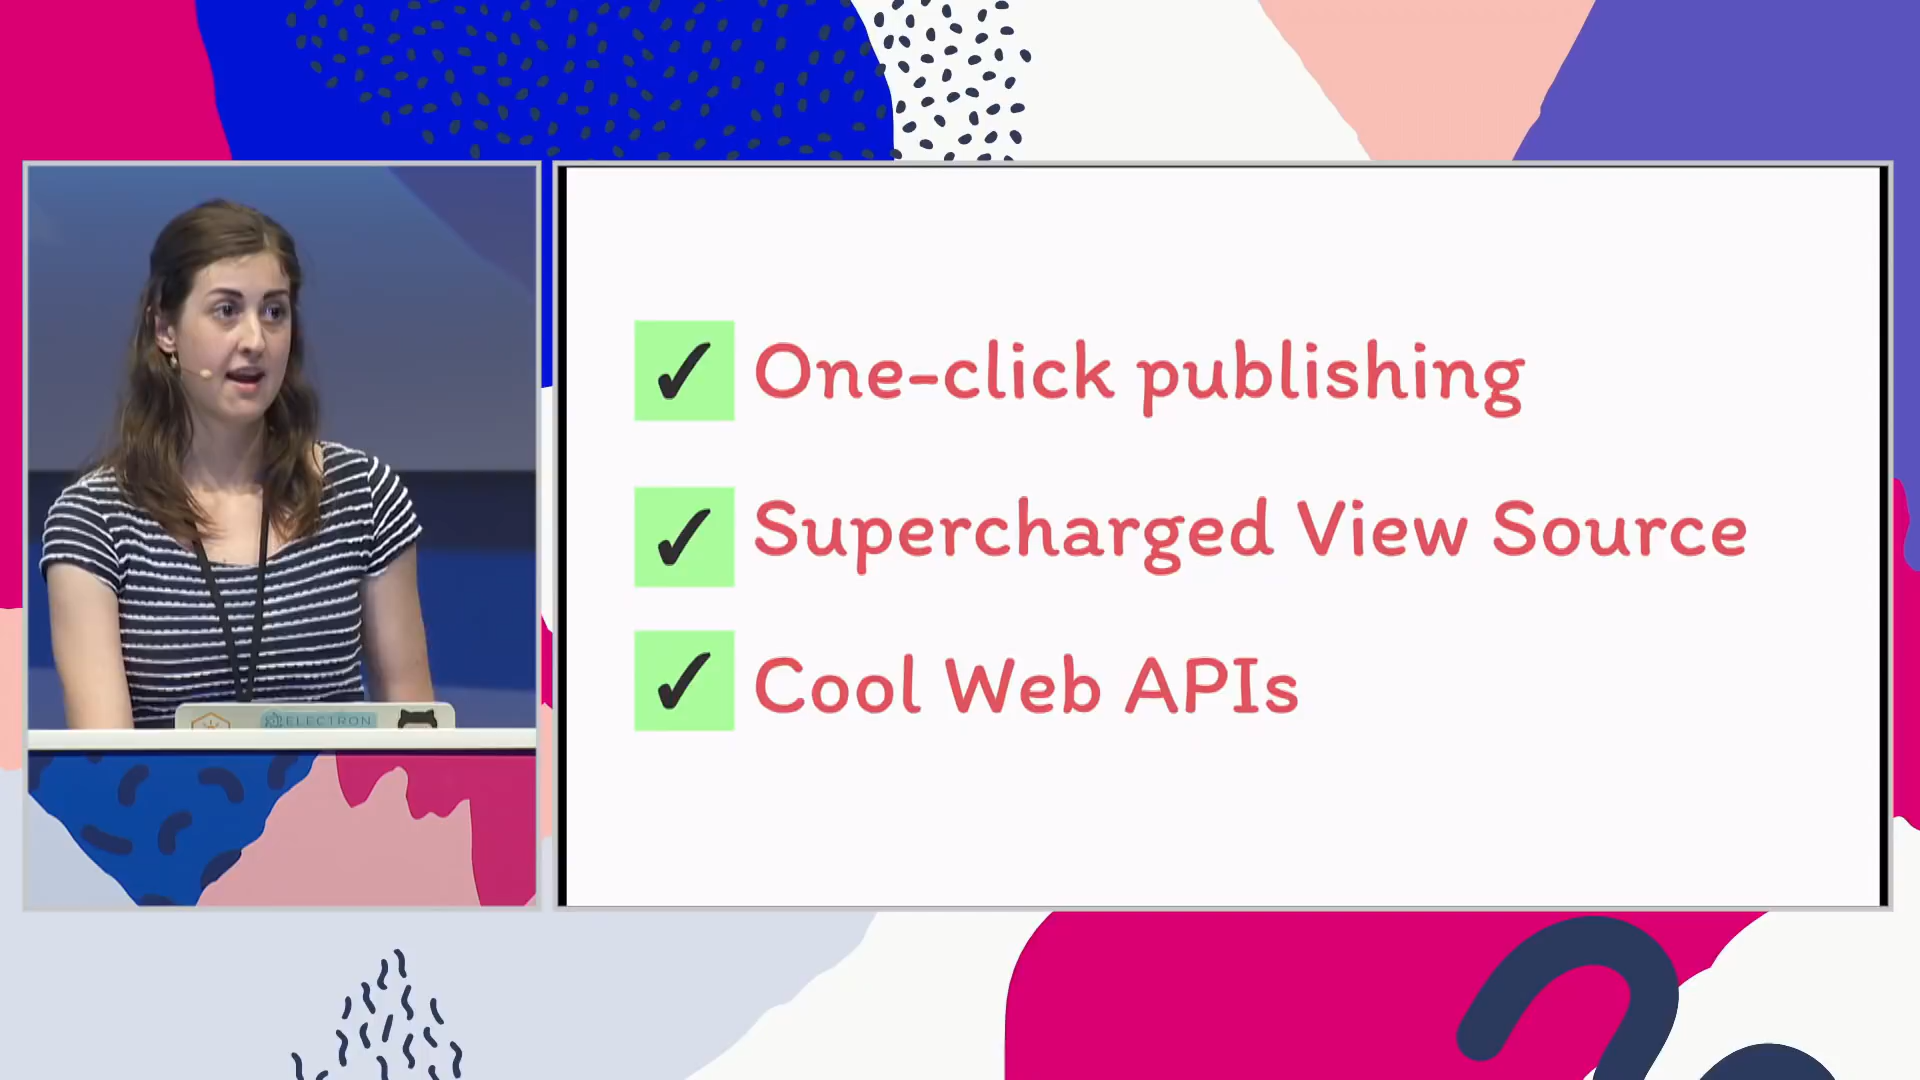 ✓ One-click publishing
✓ Supercharged View Source
✓ Cool Web APIs
ELECTRON